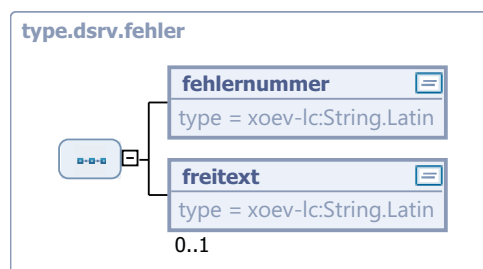 type.dsrv.fehler
fehlernummer
type = xoev-lc:String.Latin
freitext
type = xoev-lc:String.Latin
0..1